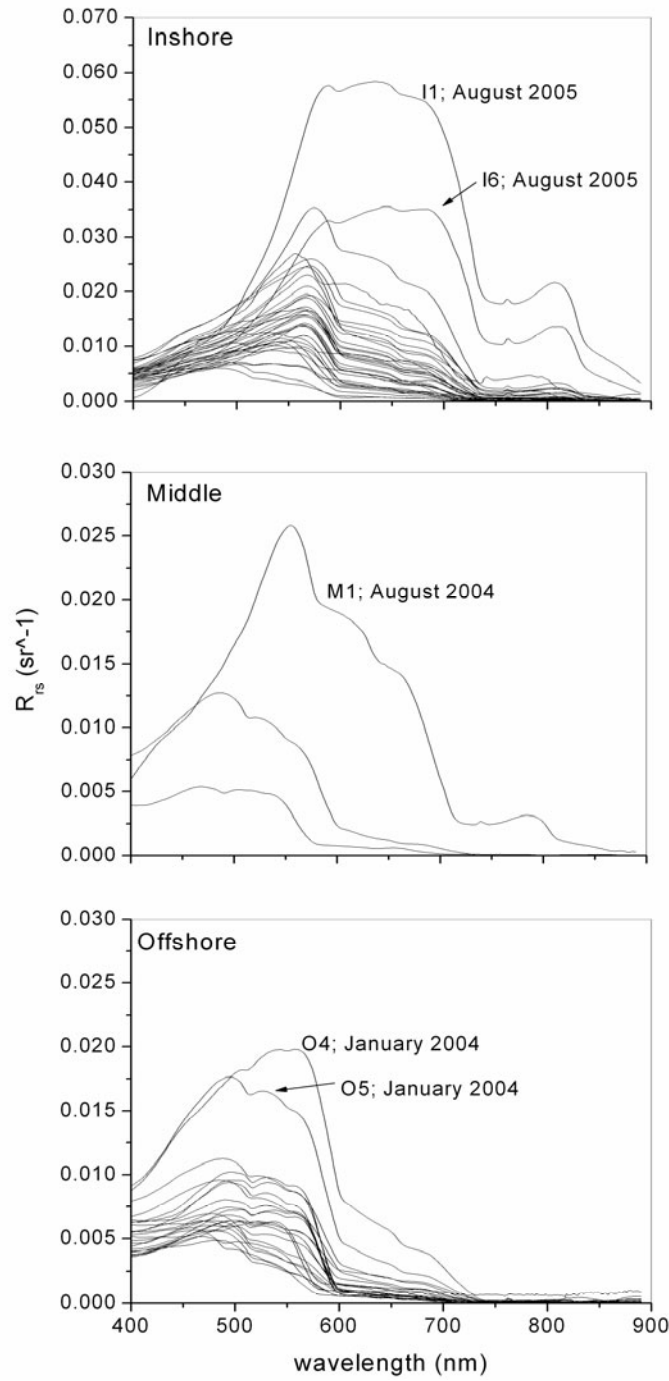 Inshore
0.070
0.060
0.050
0.040
0.030
0.020
0.010
0.000
I1; August 2005
I6; August 2005
Middle
0.030
0.025
0.020
0.015
0.010
0.005
0.000
M1; August 2004
R_rs (sr^-1)
Offshore
0.030
0.025
0.020
0.015
0.010
0.005
0.000
O4; January 2004
O5; January 2004
400 500 600 700 800 900
wavelength (nm)